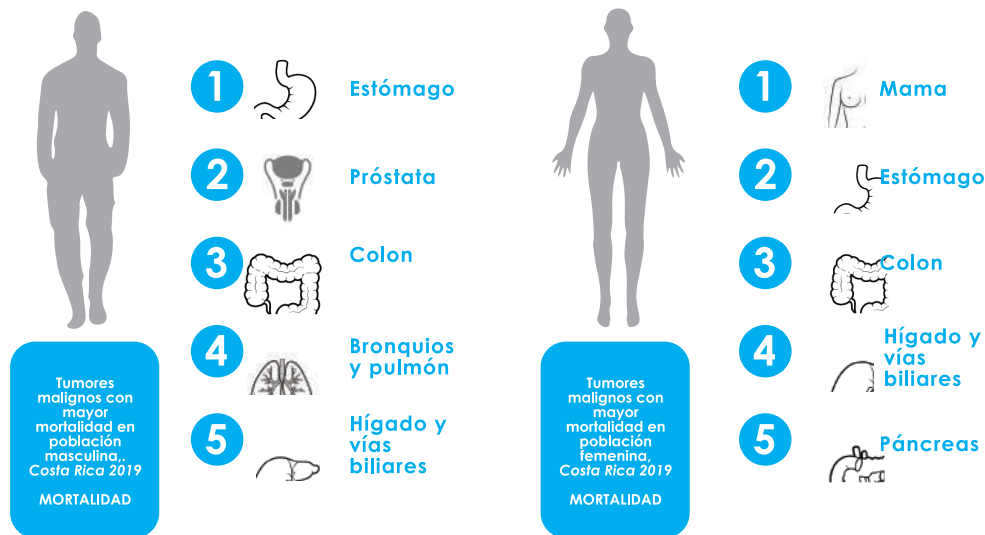 1
Estómago
2
Próstata
3
Colon
4
Bronquios
y pulmón
5
Hígado y
vías
biliares
Tumores
malignos con
mayor
mortalidad en
población
masculina,.
Costa Rica 2019
MORTALIDAD
1
Mama
2
Estómago
3
Colon
4
Hígado y
vías
biliares
5
Páncreas
Tumores
malignos con
mayor
mortalidad en
población
femenina,
Costa Rica 2019
MORTALIDAD